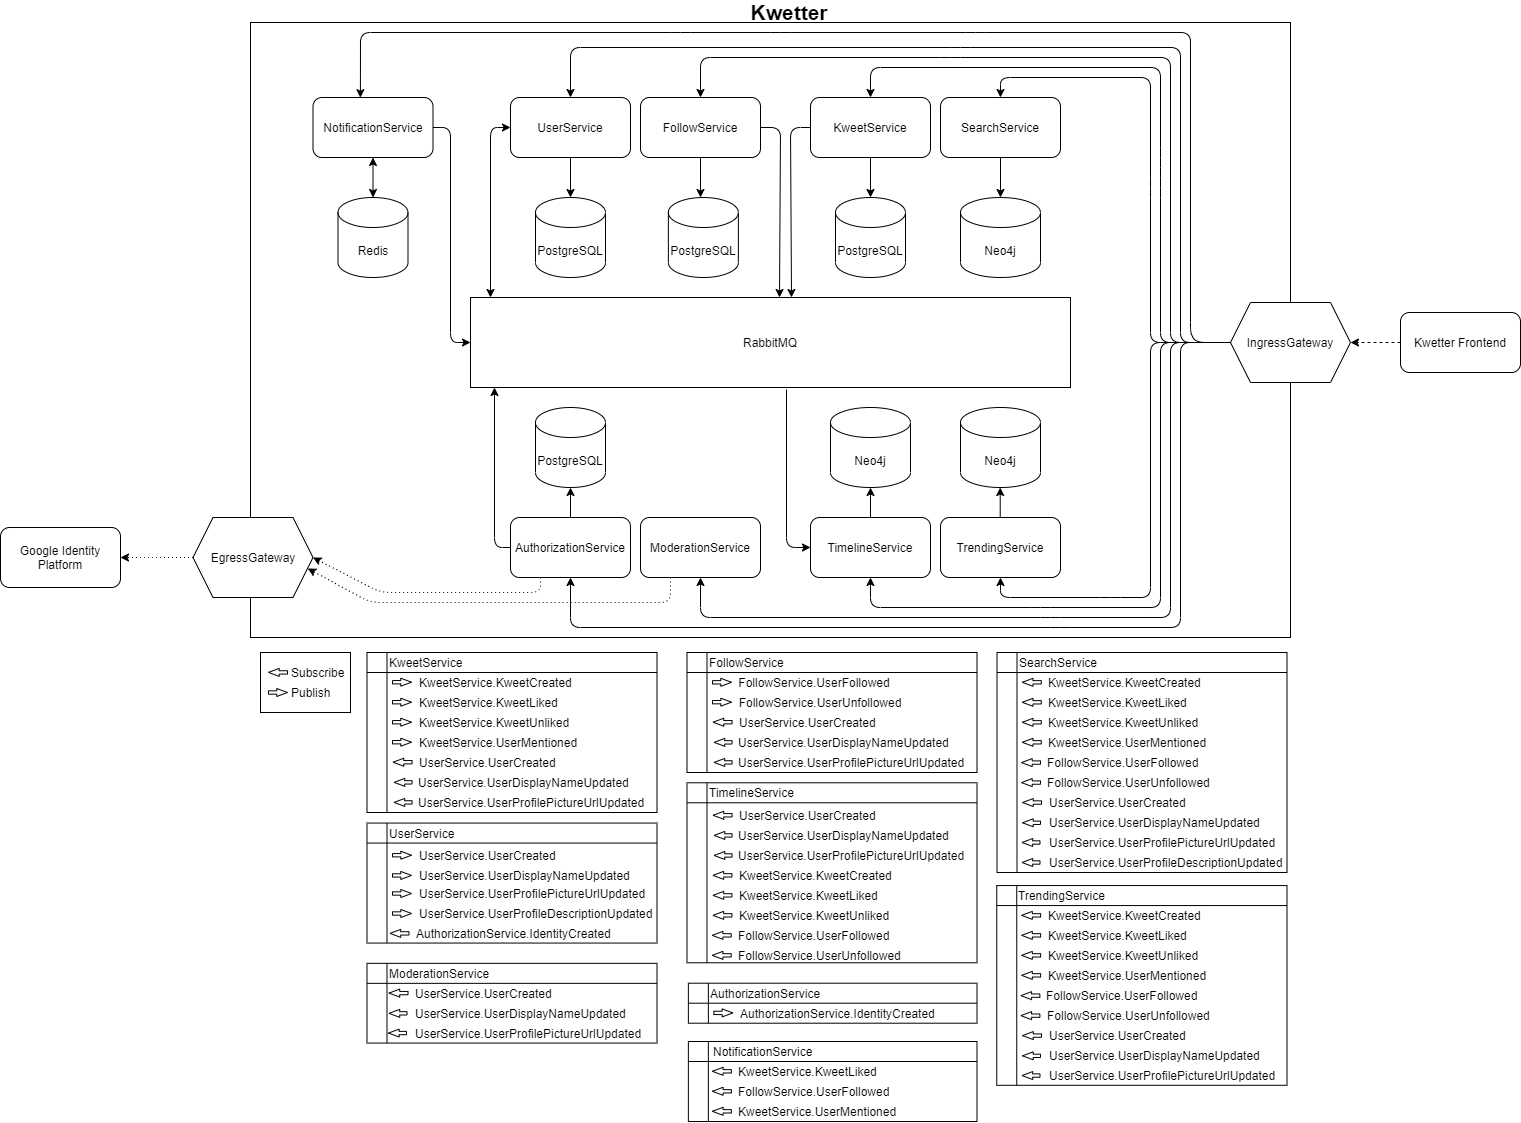 Kwetter
NotificationService
UserService
FollowService
KweetService
SearchService
Redis
PostgreSQL
PostgreSQL
PostgreSQL
Neo4j
RabbitMQ
IngressGateway
Kwetter Frontend
PostgreSQL
Neo4j
Neo4j
Google Identity
Platform
EgressGateway
AuthorizationService
ModerationService
TimelineService
TrendingService
Subscribe
Publish
KweetService
KweetService.KweetCreated
KweetService.KweetLiked
KweetService.KweetUnliked
KweetService.UserMentioned
UserService.UserCreated
UserService.UserDisplayNameUpdated
UserService.UserProfilePictureUrlUpdated
UserService
UserService.UserCreated
UserService.UserDisplayNameUpdated
UserService.UserProfilePictureUrlUpdated
UserService.UserProfileDescriptionUpdated
AuthorizationService.IdentityCreated
ModerationService
UserService.UserCreated
UserService.UserDisplayNameUpdated
UserService.UserProfilePictureUrlUpdated
FollowService
FollowService.UserFollowed
FollowService.UserUnfollowed
UserService.UserCreated
UserService.UserDisplayNameUpdated
UserService.UserProfilePictureUrlUpdated
TimelineService
UserService.UserCreated
UserService.UserDisplayNameUpdated
UserService.UserProfilePictureUrlUpdated
KweetService.KweetCreated
KweetService.KweetLiked
KweetService.KweetUnliked
FollowService.UserFollowed
FollowService.UserUnfollowed
AuthorizationService
AuthorizationService.IdentityCreated
NotificationService
KweetService.KweetLiked
FollowService.UserFollowed
KweetService.UserMentioned
SearchService
KweetService.KweetCreated
KweetService.KweetLiked
KweetService.KweetUnliked
KweetService.UserMentioned
FollowService.UserFollowed
FollowService.UserUnfollowed
UserService.UserCreated
UserService.UserDisplayNameUpdated
UserService.UserProfilePictureUrlUpdated
UserService.UserProfileDescriptionUpdated
TrendingService
KweetService.KweetCreated
KweetService.KweetLiked
KweetService.KweetUnliked
KweetService.UserMentioned
FollowService.UserFollowed
FollowService.UserUnfollowed
UserService.UserCreated
UserService.UserDisplayNameUpdated
UserService.UserProfilePictureUrlUpdated